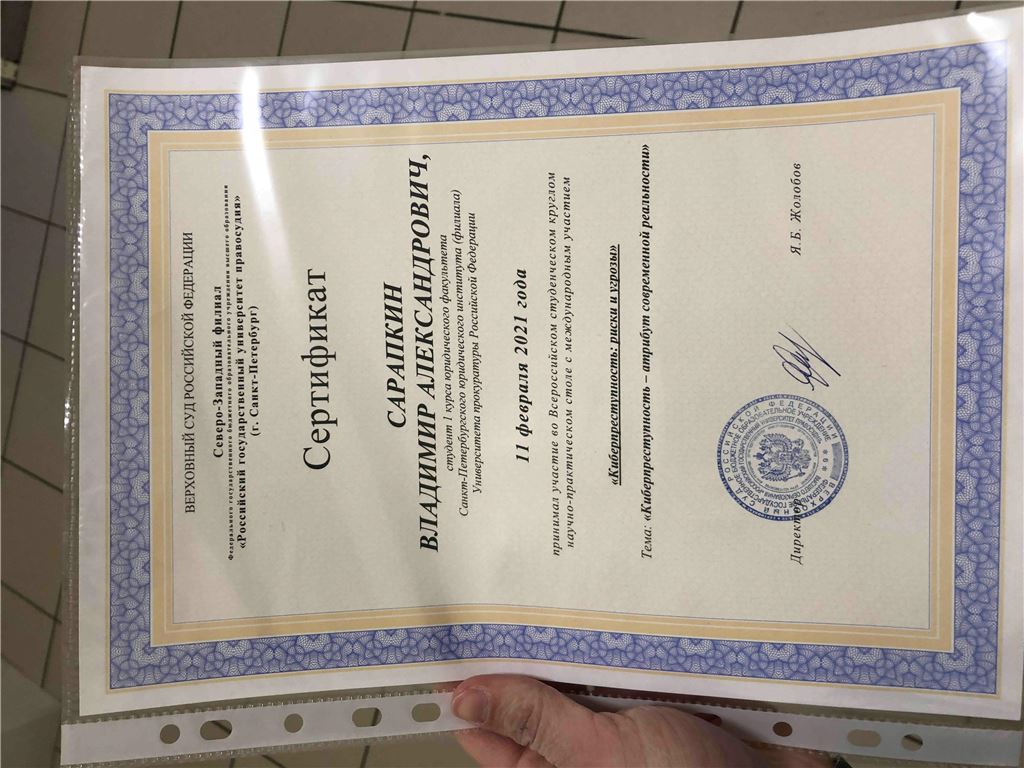 ВЕРХОВНЫЙ СУД РОССИЙСКОЙ ФЕДЕРАЦИИ
Северо-Западный филиал
Федерального государственного бюджетного образовательного учреждения высшего образования
«Российский государственный университет правосудия»
(г. Санкт-Петербург)
Сертификат
САРАПКИН
ВЛАДИМИР АЛЕКСАНДРОВИЧ,
студент 1 курса юридического факультета
Санкт-Петербургского юридического института (филиала)
Университета прокуратуры Российской Федерации
11 февраля 2021 года
принимал участие во Всероссийском студенческом круглом
научно-практическом столе с международным участием
«Киберпреступность: риски и угрозы»
Тема: «Киберпреступность – атрибут современной реальности»
Директор Я.Б. Жолобов